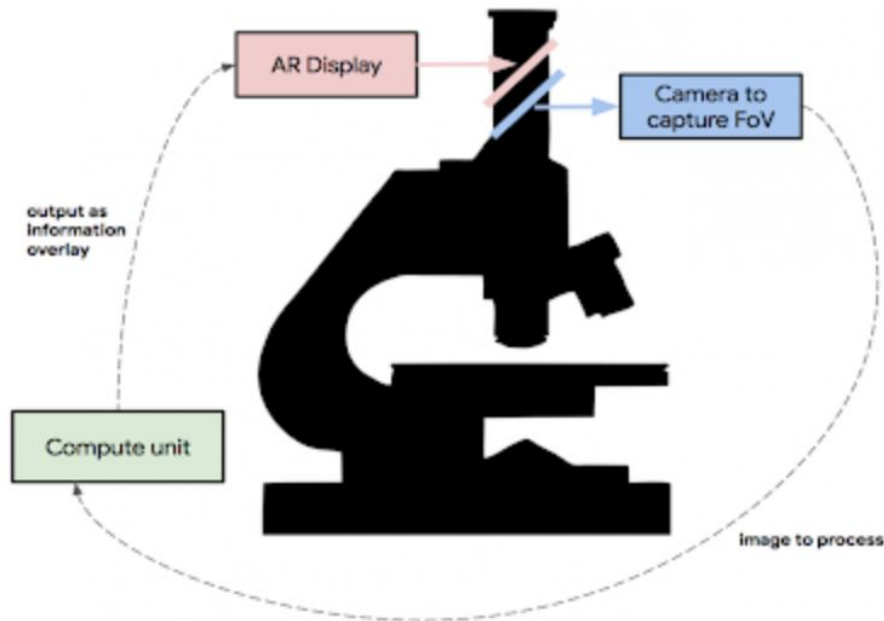 AR Display
Camera to
capture FoV
output as
information
overlay
Compute unit
image to process